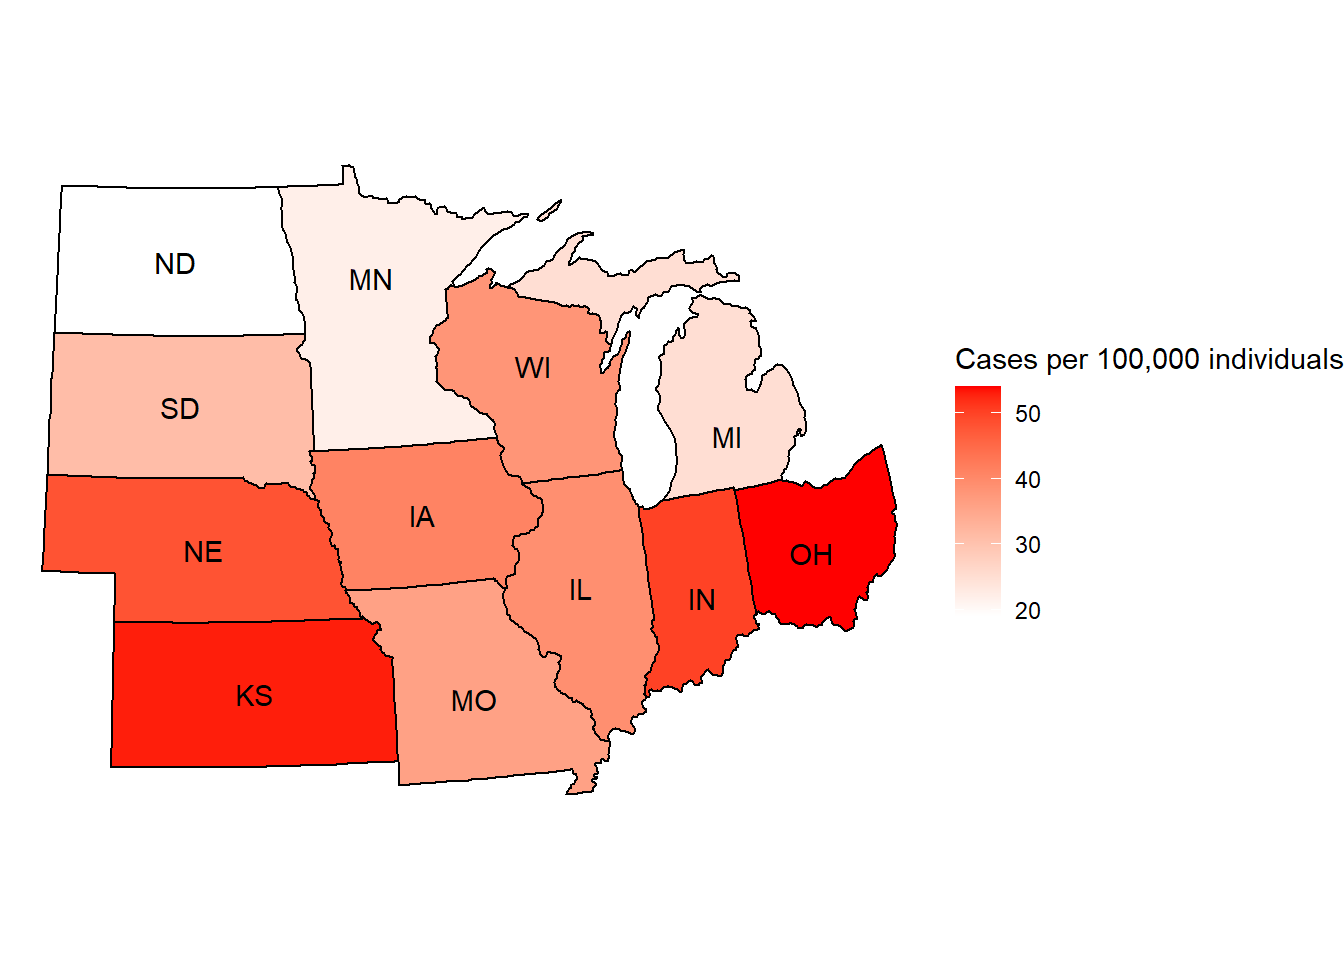 ND
MN
WI
SD
MI
IA
NE
OH
IL
IN
KS
MO
Cases per 100,000 individuals
50
40
30
20